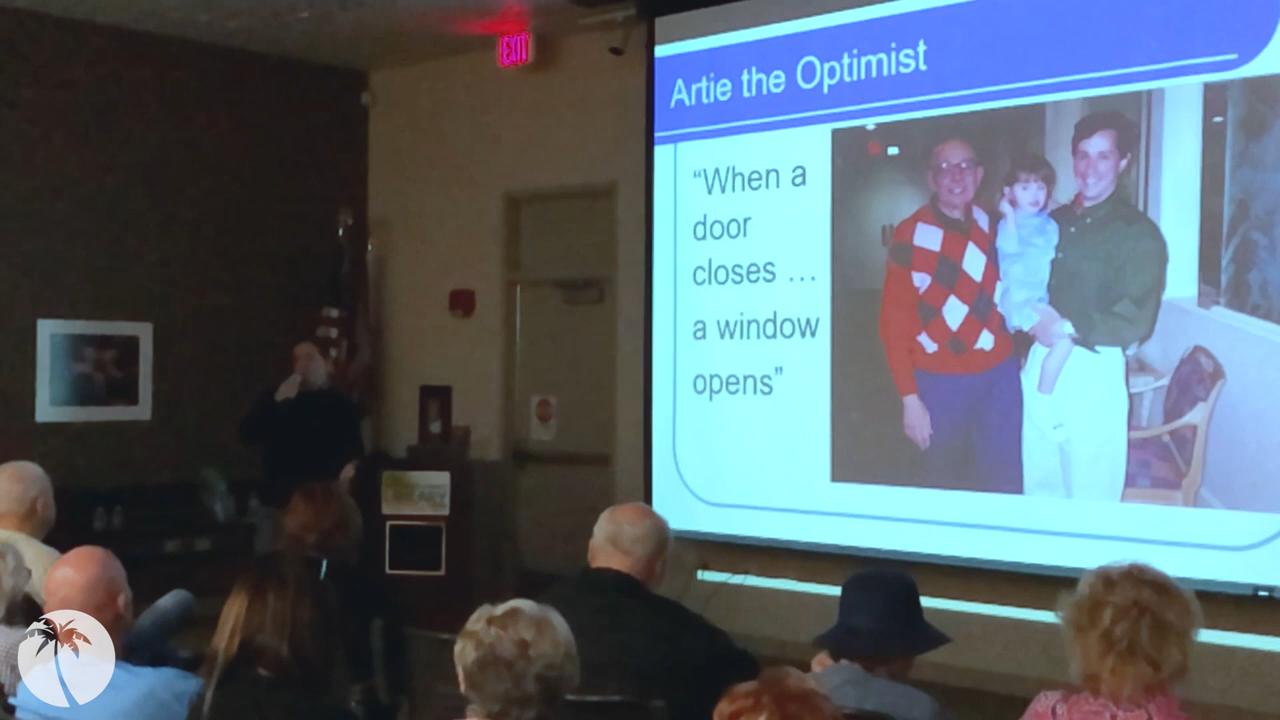 EXIT
Artie the Optimist
“When a
door
closes …
a window
opens”